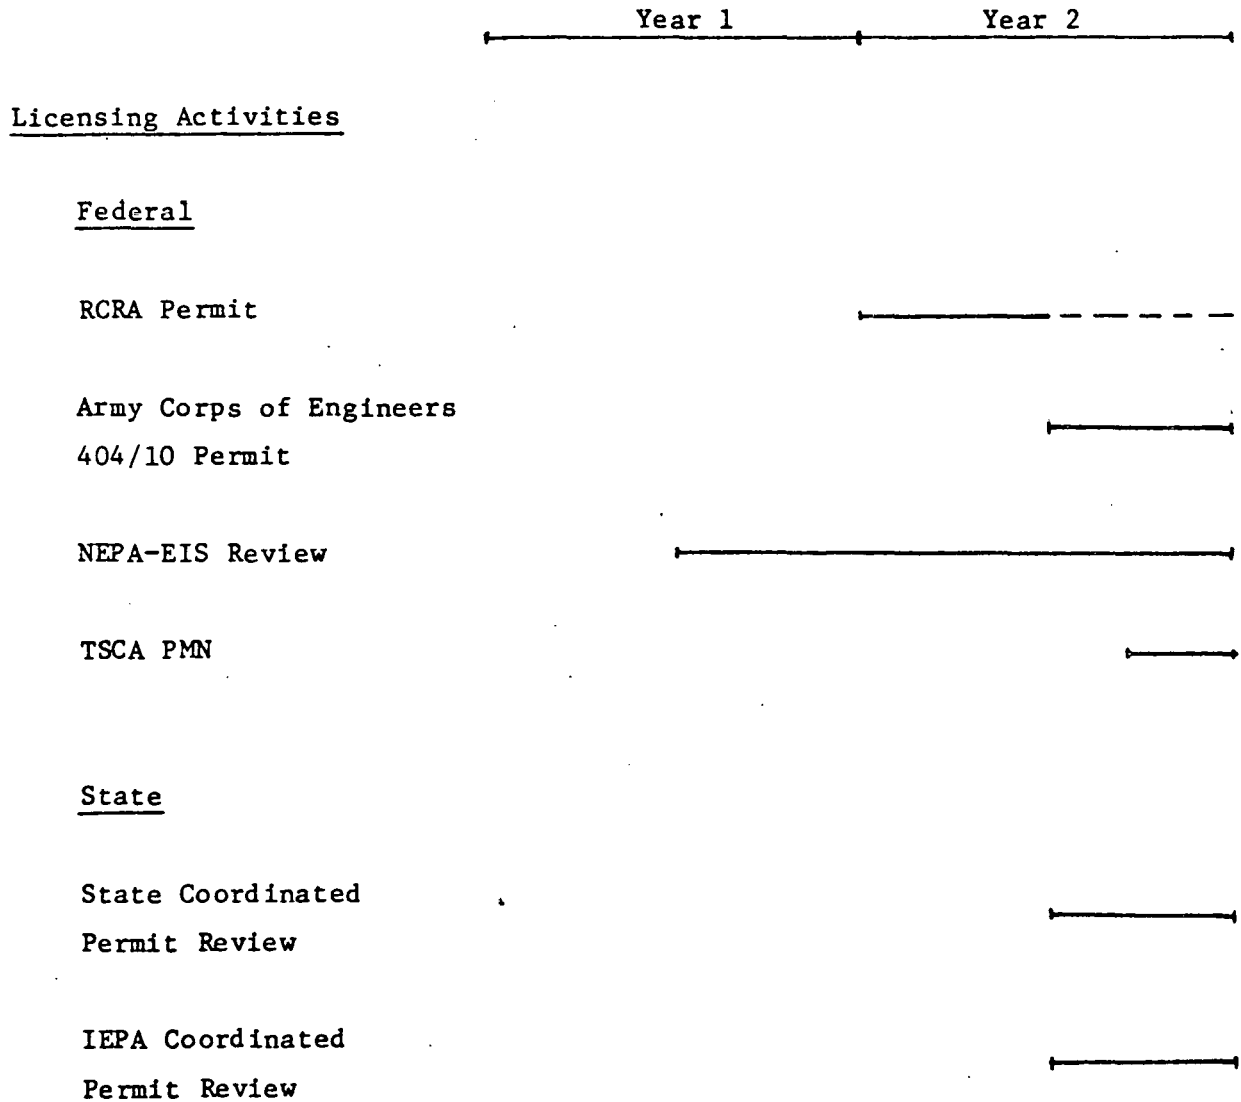 Year 1 Year 2
Licensing Activities
Federal
RCRA Permit
Army Corps of Engineers
404/10 Permit
NEPA-EIS Review
TSCA PMN
State
State Coordinated
Permit Review
IEPA Coordinated
Permit Review